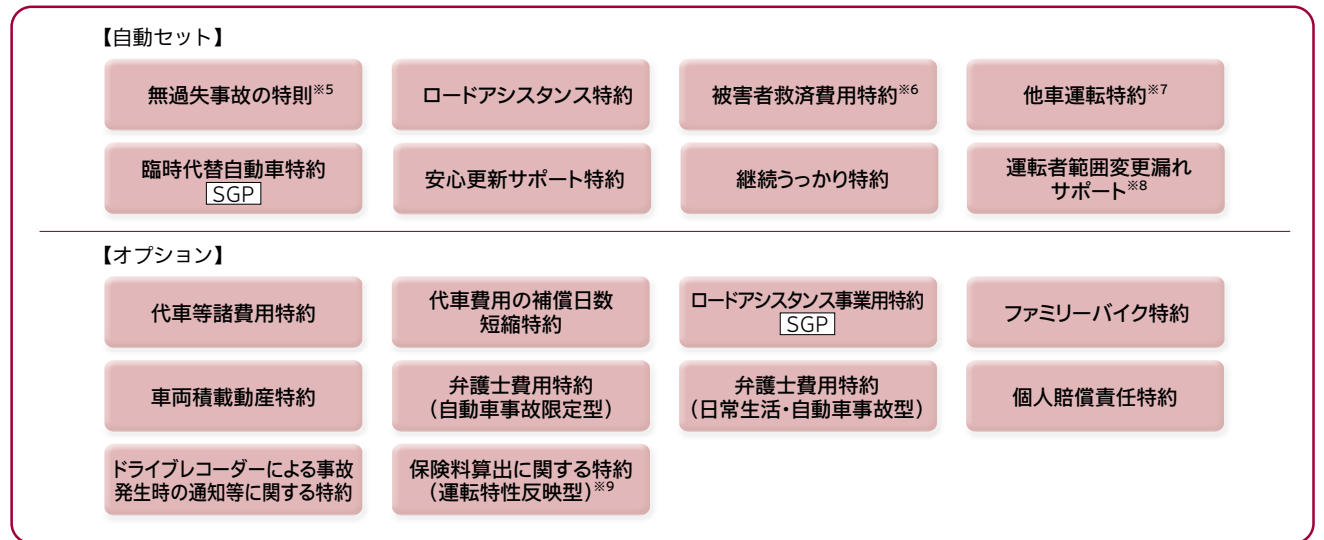 【自動セット】
無過失事故の特則※5
ロードアシスタンス特約
被害者救済費用特約※6
他車運転特約※7
臨時代替自動車特約
SGP
安心更新サポート特約
継続うっかり特約
運転者範囲変更漏れ
サポート※8
【オプション】
代車等諸費用特約
代車費用の補償日数
短縮特約
ロードアシスタンス事業用特約
SGP
ファミリーバイク特約
車両積載動産特約
弁護士費用特約
（自動車事故限定型）
弁護士費用特約
（日常生活・自動車事故型）
個人賠償責任特約
ドライブレコーダーによる事故
発生時の通知等に関する特約
保険料算出に関する特約
（運転特性反映型）※9